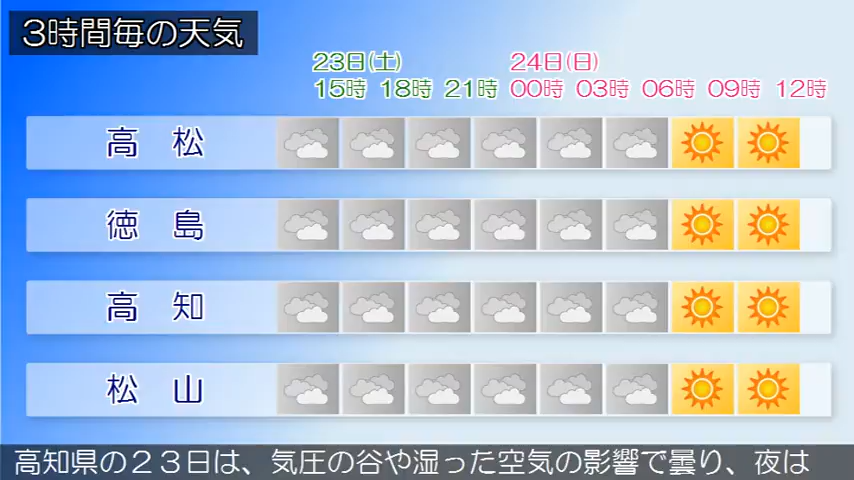 3時間毎の天気
23日(土) 24日(日)
15時 18時 21時 00時 03時 06時 09時 12時
高松
徳島
高知
松山
高知県の23日は、気圧の谷や湿った空気の影響で曇り、夜は